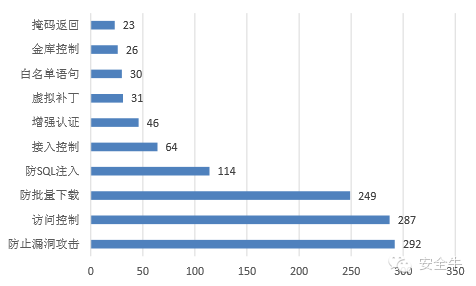 掩码返回 23
金库控制 26
白名单语句 30
虚拟补丁 31
增强认证 46
接入控制 64
防SQL注入 114
防批量下载 249
访问控制 287
防止漏洞攻击 292
0 50 100 150 200 250 300 350
安全牛